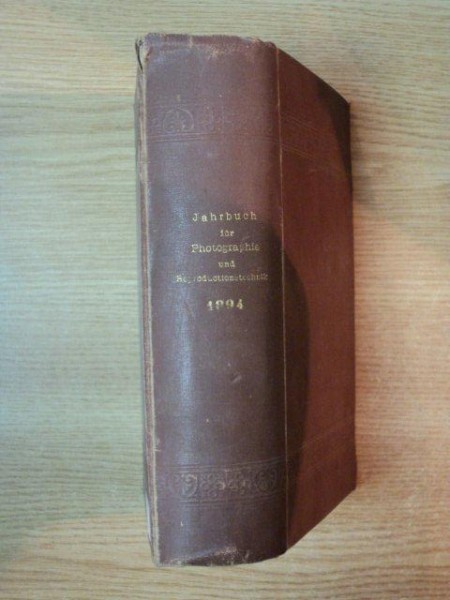 Jahrbuch
für
Photographie
und
Reproductionstechnik
1894